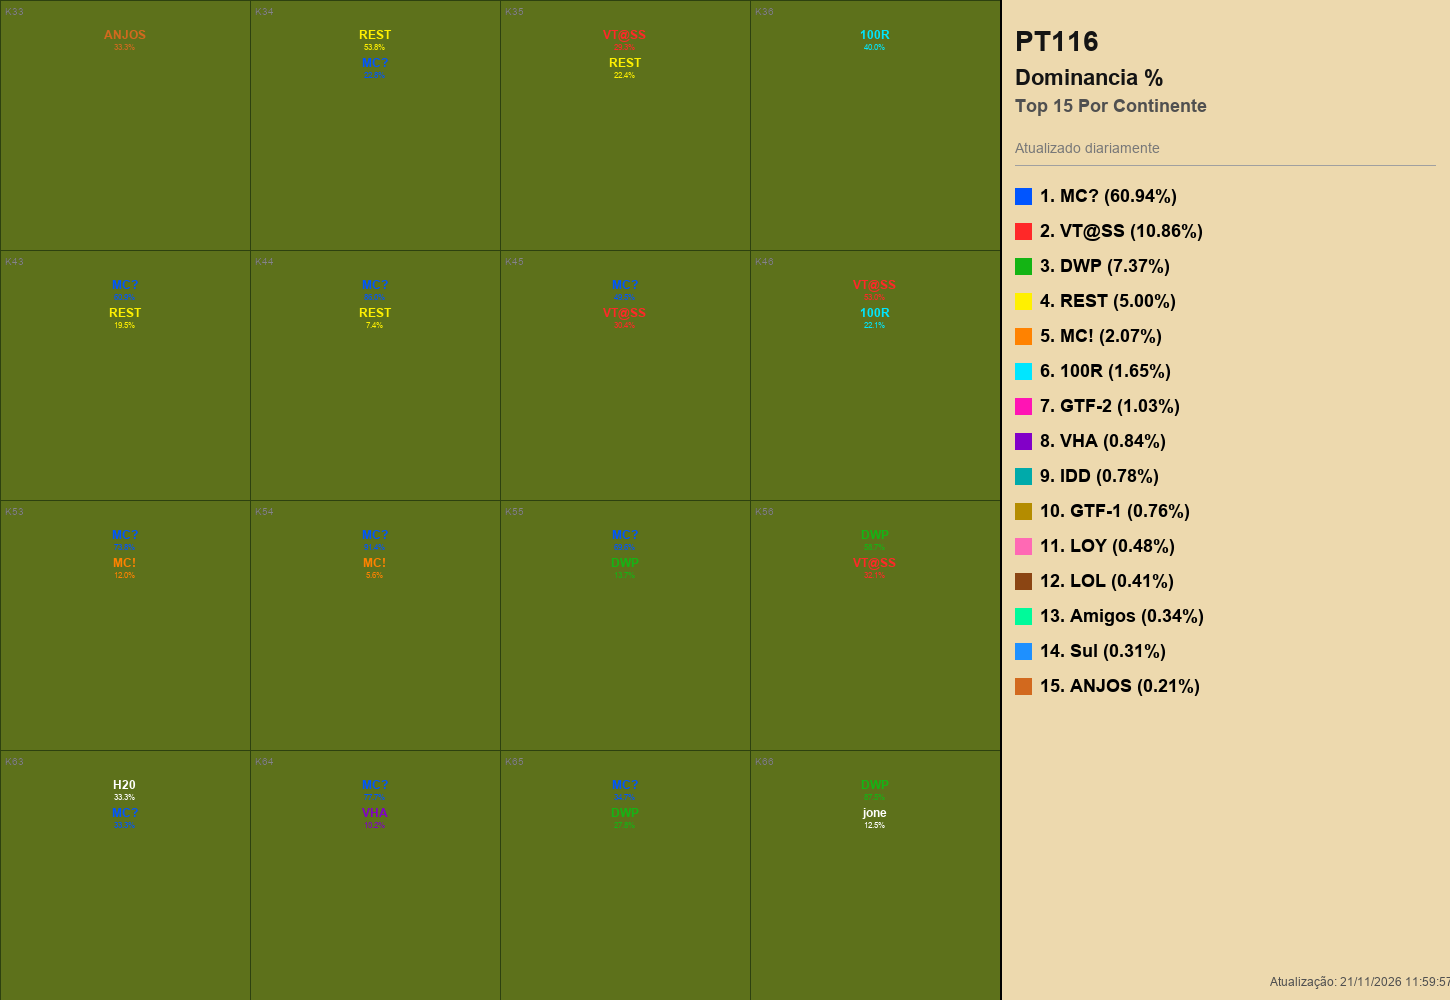 K33
ANJOS
33.3%
K34
REST
53.8%
MC?
K35
VT@SS
REST
22.4%
K36
100R
40.0%
K43
MC?
REST
19.5%
K44
MC?
REST
7.4%
K45
MC?
VT@SS
K46
VT@SS
100R
22.1%
K53
MC?
MC!
12.0%
K54
MC?
MC!
5.6%
K55
MC?
DWP
K56
DWP
VT@SS
K63
H20
33.3%
MC?
K64
MC?
VHA
10.2%
K65
MC?
DWP
K66
DWP
jone
12.5%
PT116
Dominancia %
Top 15 Por Continente
Atualizado diariamente
1. MC? (60.94%)
2. VT@SS (10.86%)
3. DWP (7.37%)
4. REST (5.00%)
5. MC! (2.07%)
6. 100R (1.65%)
7. GTF-2 (1.03%)
8. VHA (0.84%)
9. IDD (0.78%)
10. GTF-1 (0.76%)
11. LOY (0.48%)
12. LOL (0.41%)
13. Amigos (0.34%)
14. Sul (0.31%)
15. ANJOS (0.21%)
Atualização: 21/11/2026 11:59:57